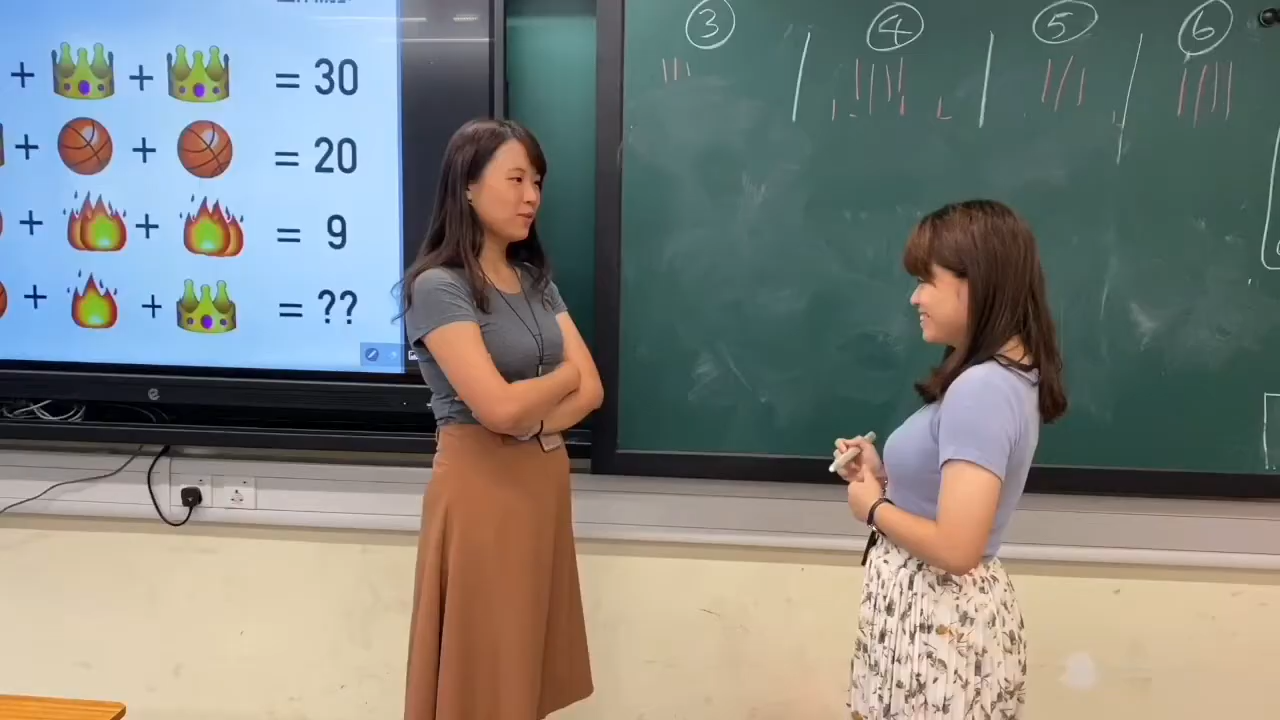 + + = 30
+ + = 20
+ + = 9
+ + = ??
③ ④ ⑤ ⑥